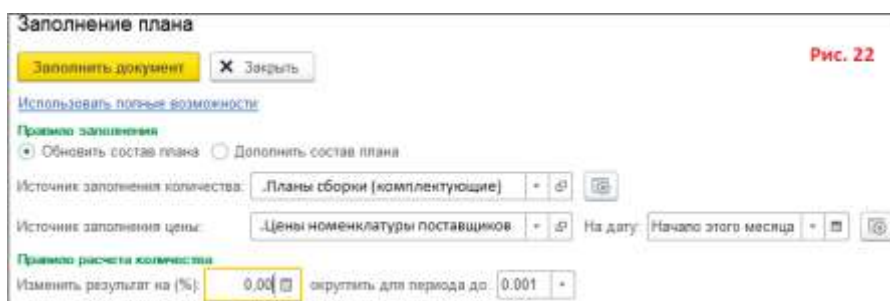 Заполнение плана
Рис. 22
Заполнить документ ✕ Закрыть
Использовать полные возможности
Правило заполнения
Обновить состав плана Дополнить состав плана
Источник заполнения количества: .Планы сборки (комплектующие)
Источник заполнения цены: .Цены номенклатуры поставщиков На дату: Начало этого месяца
Правило расчета количества
Изменить результат на (%): 0,00 округлить для периода до 0.001